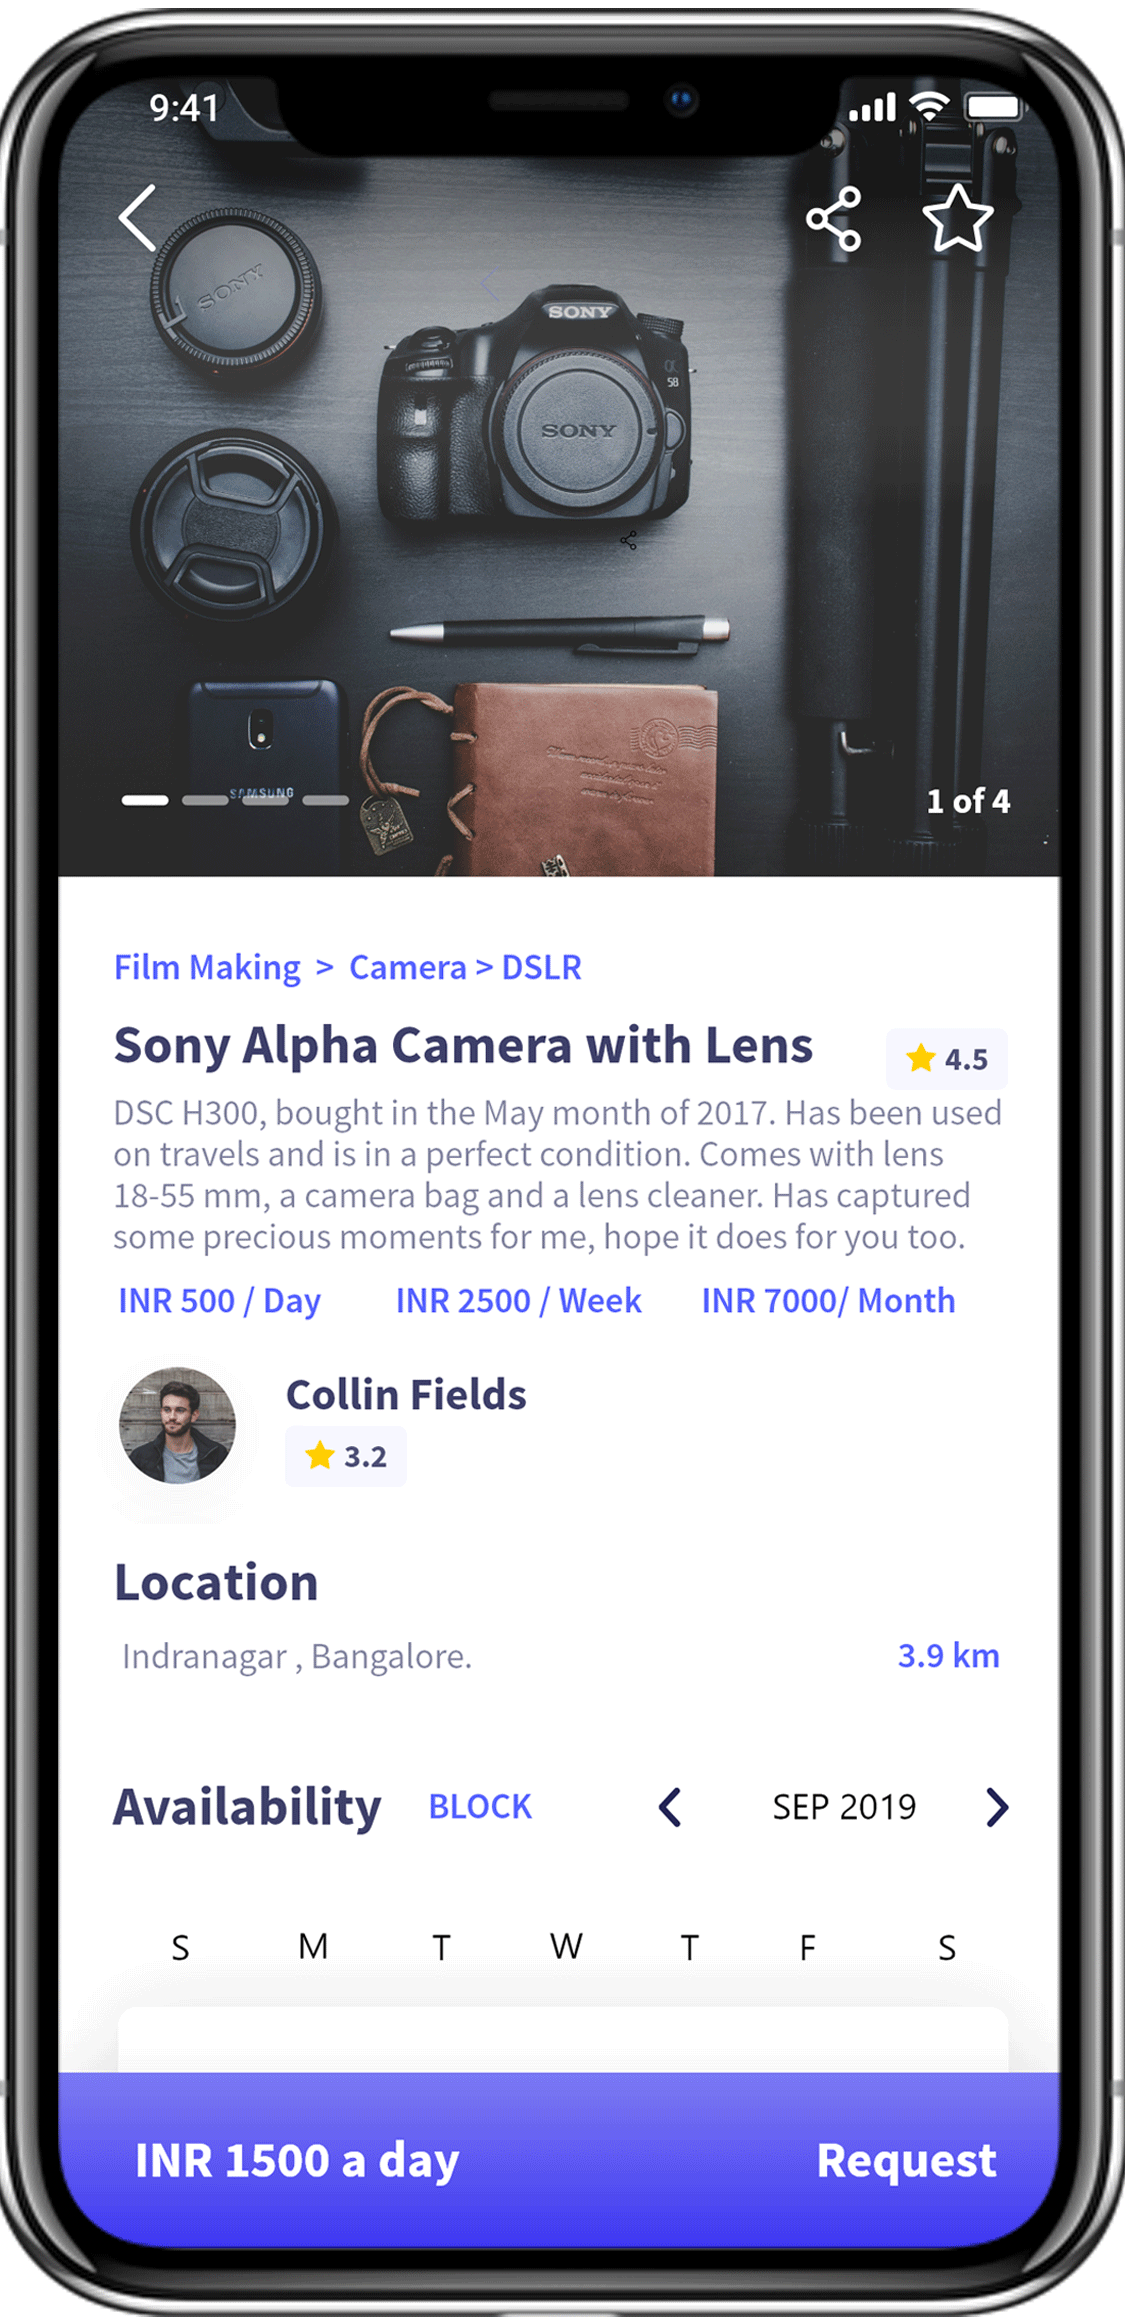 9:41
SONY
SONY
α
58
SONY
SAMSUNG
1 of 4
Film Making > Camera > DSLR
Sony Alpha Camera with Lens
4.5
DSC H300, bought in the May month of 2017. Has been used
on travels and is in a perfect condition. Comes with lens
18-55 mm, a camera bag and a lens cleaner. Has captured
some precious moments for me, hope it does for you too.
INR 500 / Day
INR 2500 / Week
INR 7000/ Month
Collin Fields
3.2
Location
Indranagar , Bangalore.
3.9 km
Availability
BLOCK
SEP 2019
S M T W T F S
INR 1500 a day
Request